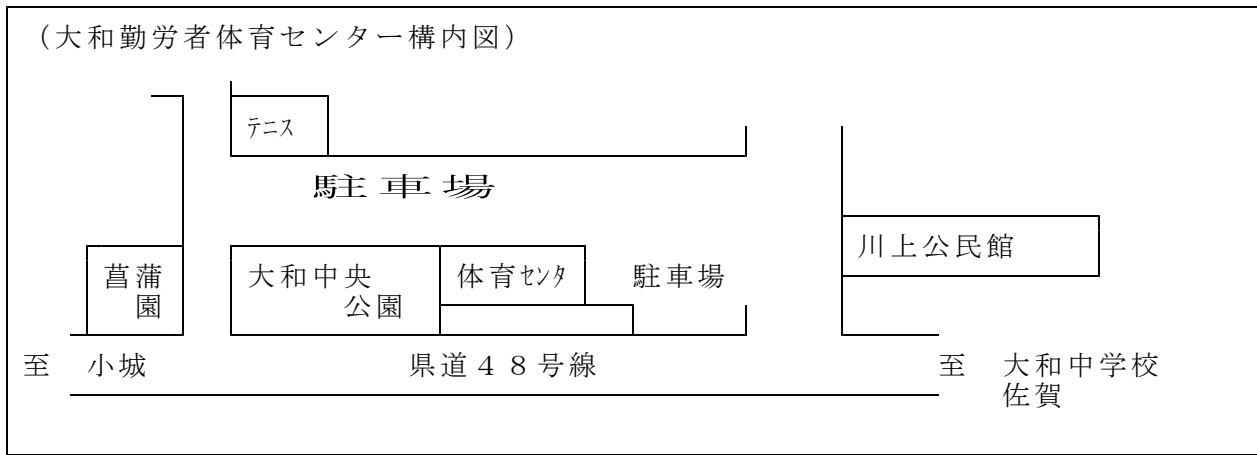 （大和勤労者体育センター構内図）
ﾃﾆｽ
駐車場
川上公民館
菖蒲
園
大和中央
公園
体育ｾﾝﾀ
駐車場
至　小城
県道４８号線
至　大和中学校
佐賀